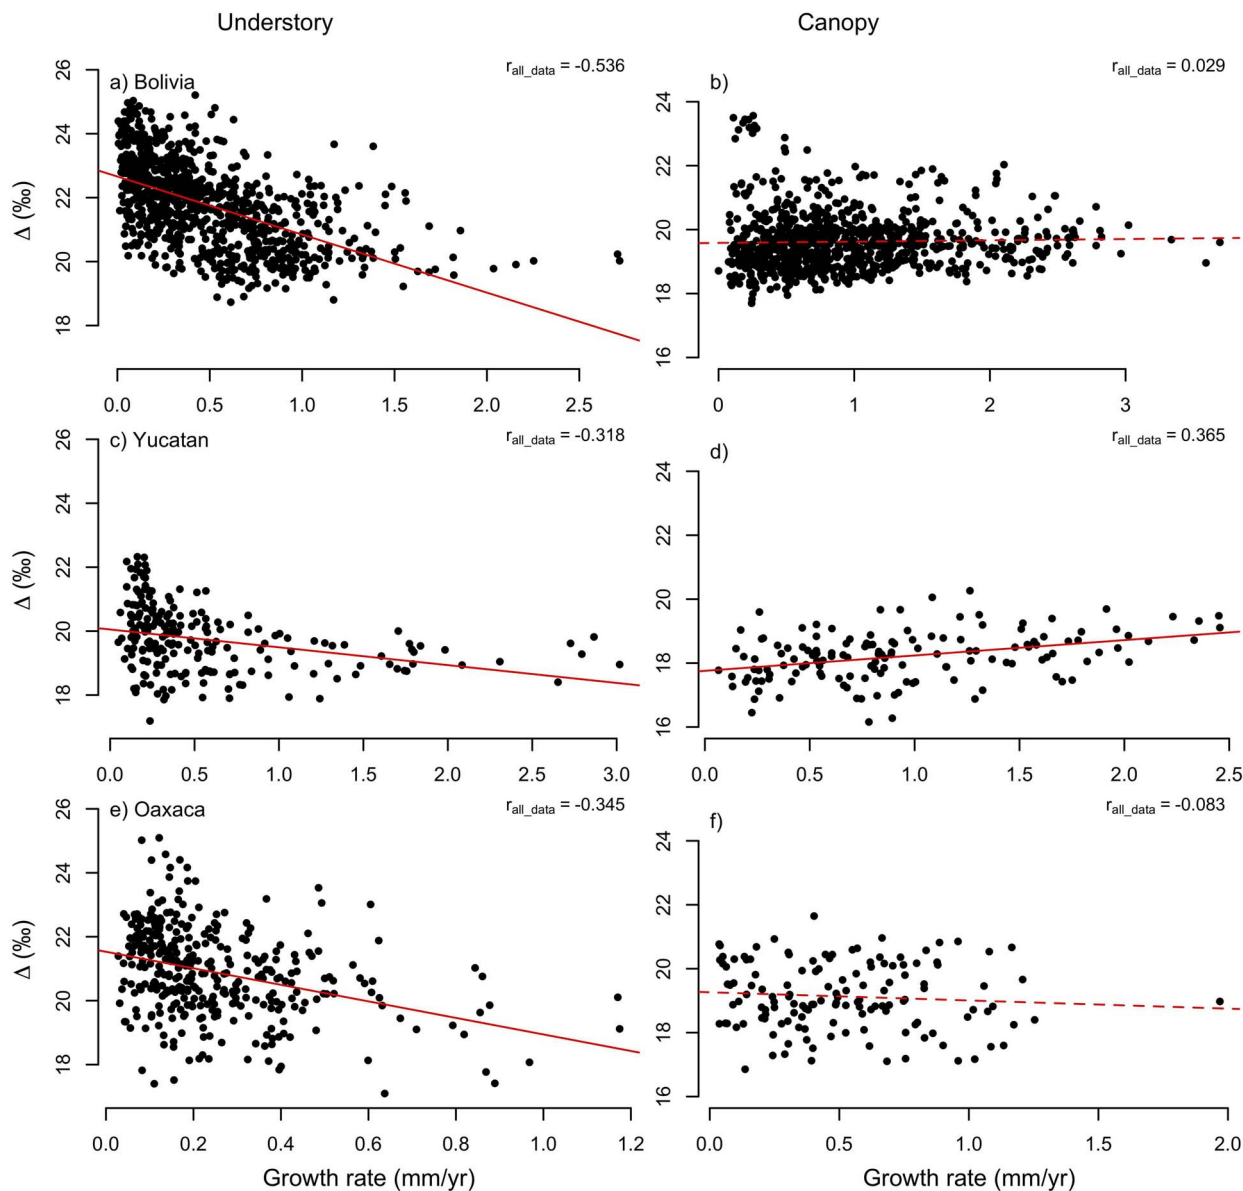 Understory
Canopy
a) Bolivia
r_all_data = -0.536
b)
r_all_data = 0.029
Δ (‰)
26
24
22
20
18
24
22
20
18
16
0.0 0.5 1.0 1.5 2.0 2.5
0 1 2 3
c) Yucatan
r_all_data = -0.318
d)
r_all_data = 0.365
Δ (‰)
26
24
22
20
18
24
22
20
18
16
0.0 0.5 1.0 1.5 2.0 2.5 3.0
0.0 0.5 1.0 1.5 2.0 2.5
e) Oaxaca
r_all_data = -0.345
f)
r_all_data = -0.083
Δ (‰)
26
24
22
20
18
24
22
20
18
16
0.0 0.2 0.4 0.6 0.8 1.0 1.2
0.0 0.5 1.0 1.5 2.0
Growth rate (mm/yr)
Growth rate (mm/yr)